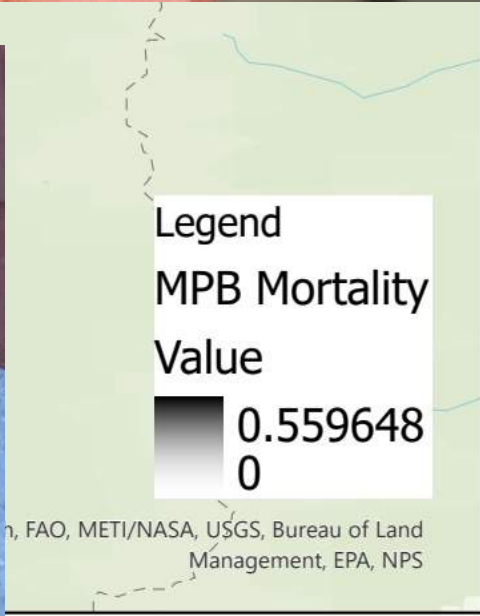 Legend
MPB Mortality
Value
0.559648
0
FAO, METI/NASA, USGS, Bureau of Land
Management, EPA, NPS